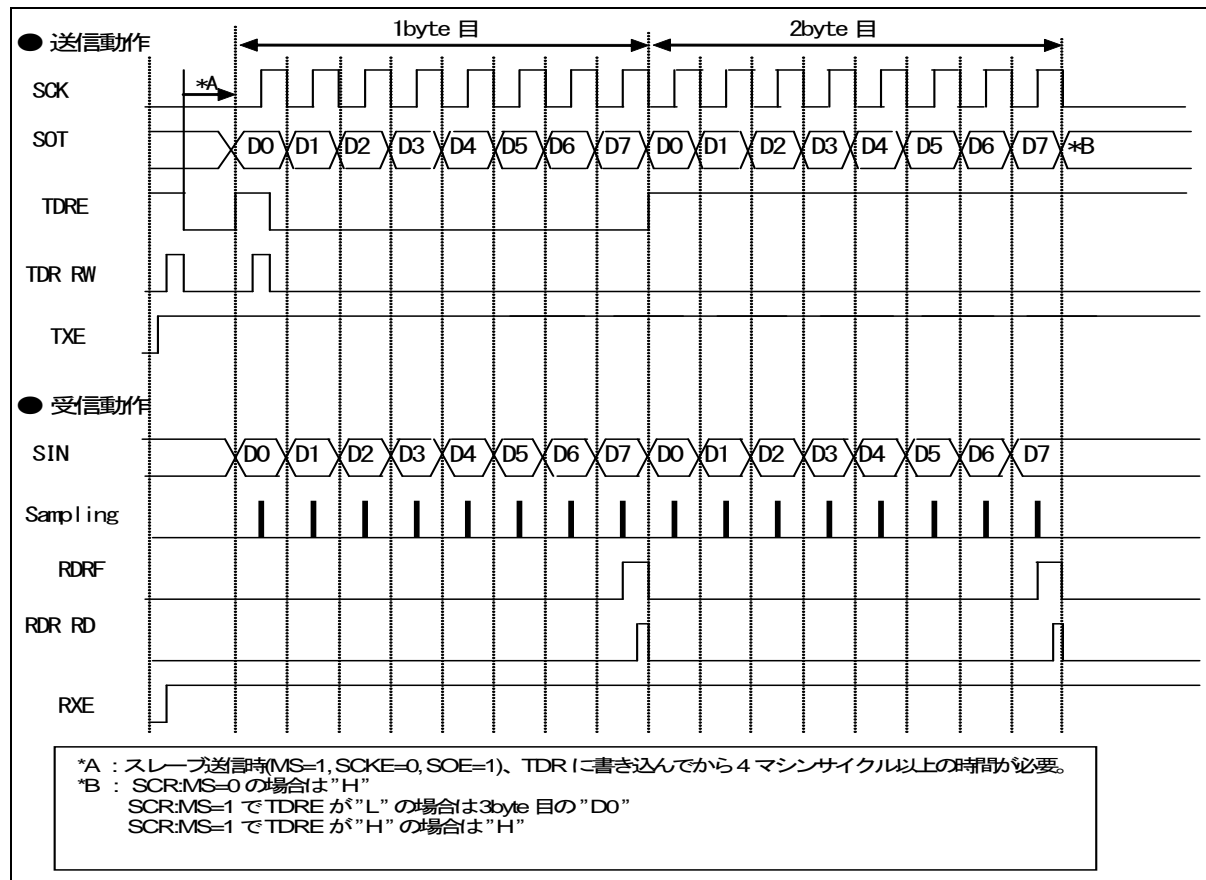 1byte 目 2byte 目
● 送信動作
SCK *A
SOT D0 D1 D2 D3 D4 D5 D6 D7 D0 D1 D2 D3 D4 D5 D6 D7 *B
TDRE
TDR RW
TXE
● 受信動作
SIN D0 D1 D2 D3 D4 D5 D6 D7 D0 D1 D2 D3 D4 D5 D6 D7
Sampling
RDRF
RDR RD
RXE
*A : スレーブ送信時(MS=1, SCKE=0, SOE=1)、TDR に書き込んでから 4 マシンサイクル以上の時間が必要。
*B : SCR:MS=0 の場合は"H"
SCR:MS=1 で TDRE が"L" の場合は3byte 目の"D0"
SCR:MS=1 で TDRE が"H" の場合は"H"